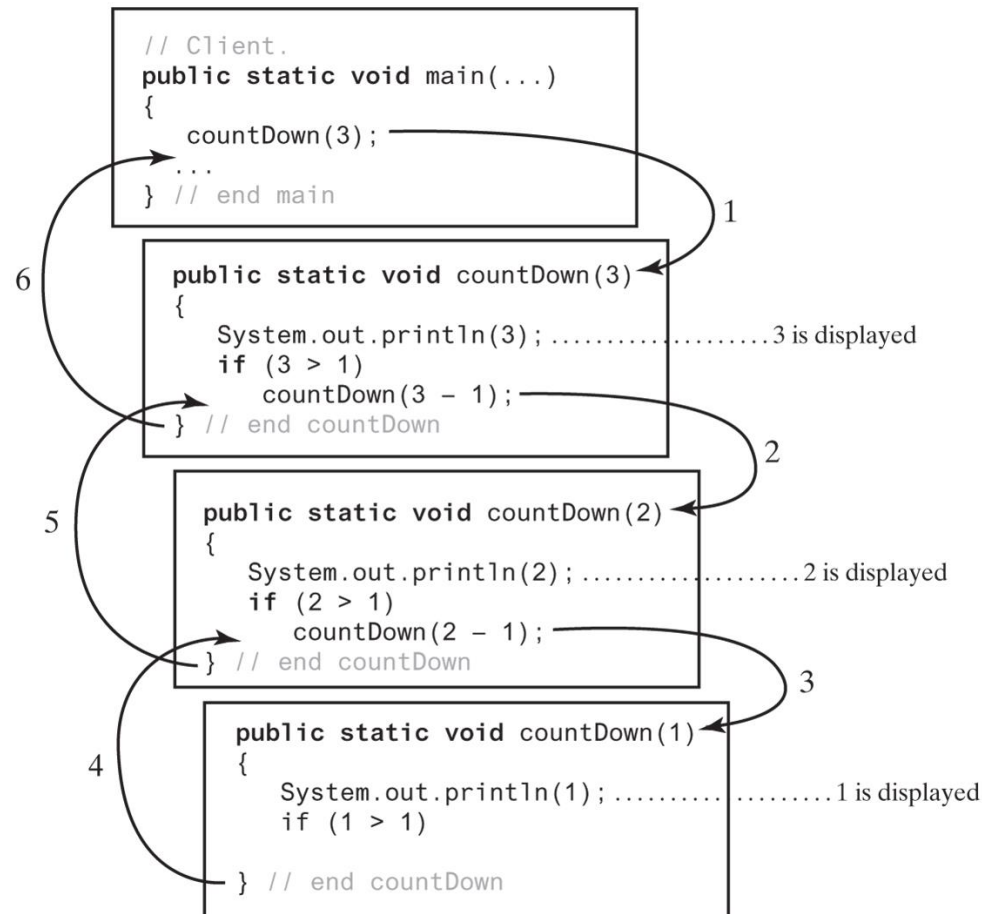 // Client.
public static void main(...)
{
countDown(3);
...
} // end main
1
6
public static void countDown(3)
{
System.out.println(3); ..................... 3 is displayed
if (3 > 1)
countDown(3 – 1);
} // end countDown
2
5
public static void countDown(2)
{
System.out.println(2); ..................... 2 is displayed
if (2 > 1)
countDown(2 – 1);
} // end countDown
3
4
public static void countDown(1)
{
System.out.println(1); ..................... 1 is displayed
if (1 > 1)
} // end countDown